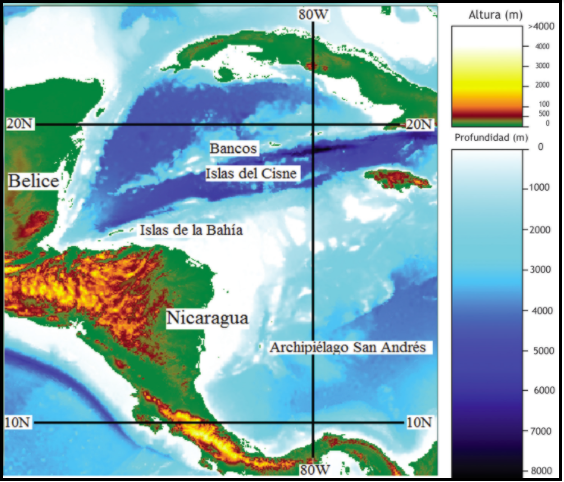 80W
20N
20N
Bancos
Islas del Cisne
Belice
Islas de la Bahía
Nicaragua
Archipiélago San Andrés
10N
10N
80W
Altura (m)
>4000
4000
3000
2000
1000
100
500
500
0
0
Profundidad (m)
0
1000
2000
3000
4000
5000
6000
7000
8000